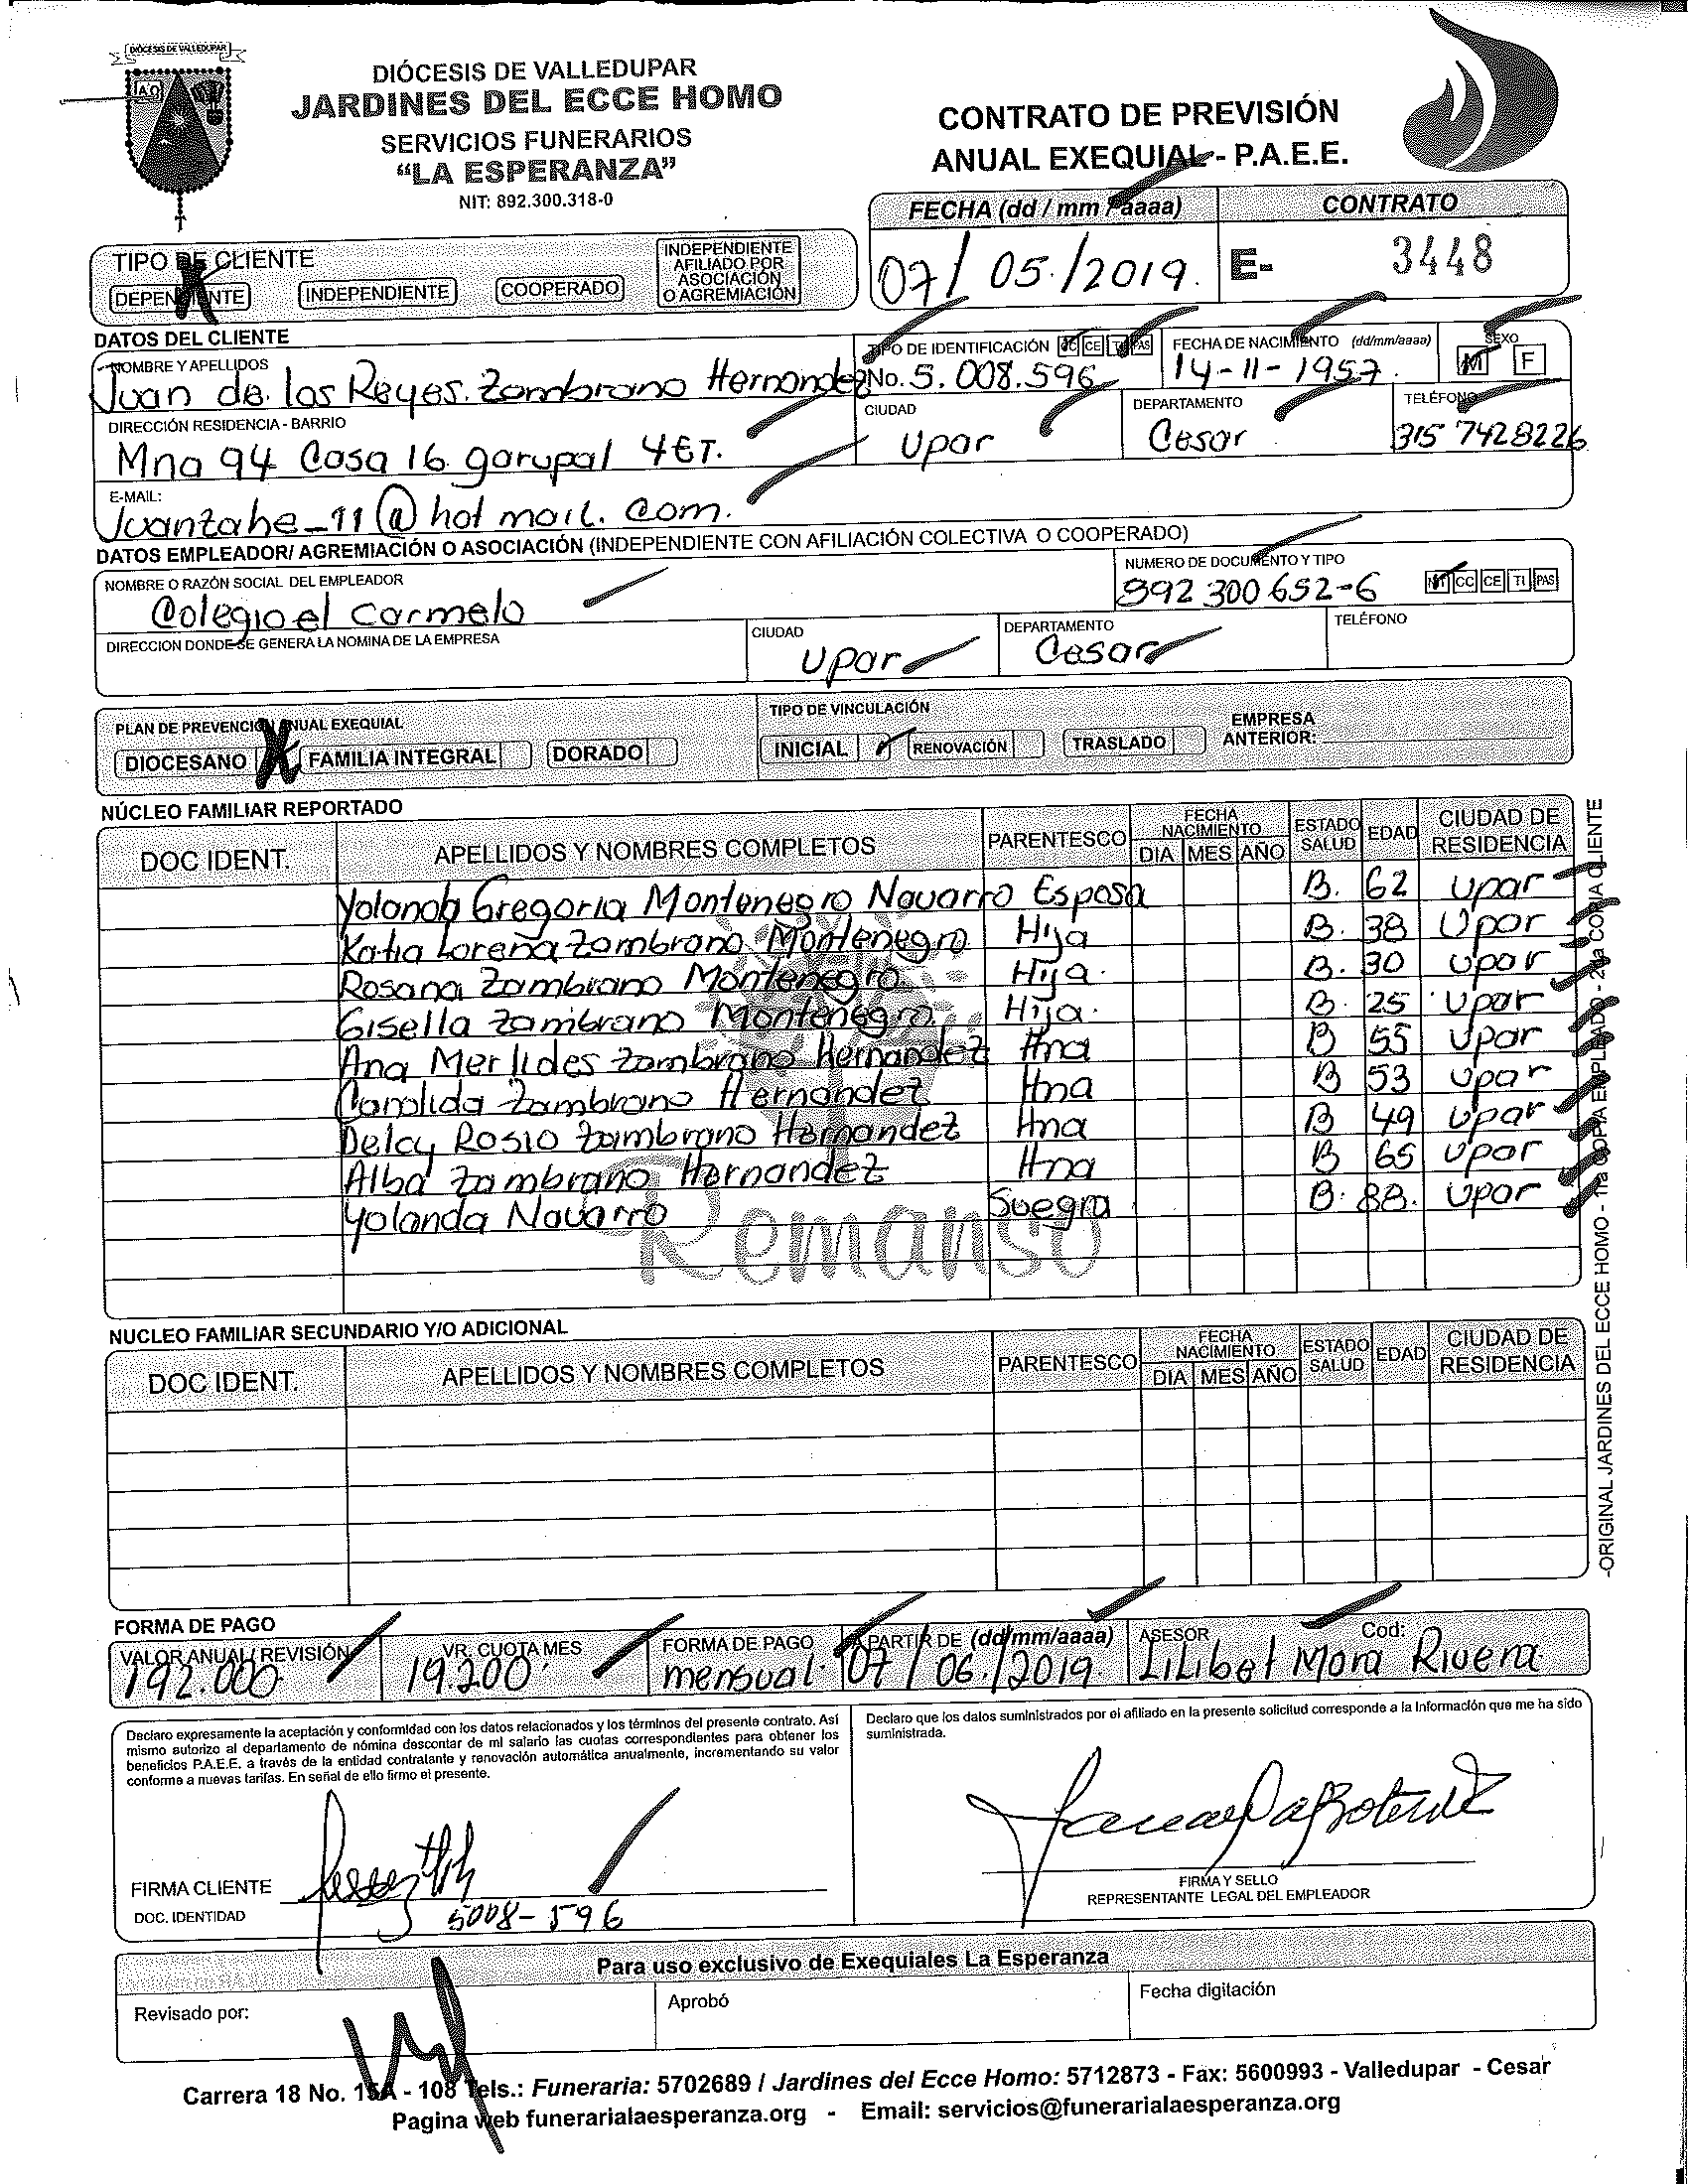 DIÓCESIS DE VALLEDUPAR
DIÓCESIS DE VALLEDUPAR
JARDINES DEL ECCE HOMO
SERVICIOS FUNERARIOS
“LA ESPERANZA”
NIT: 892.300.318-0
CONTRATO DE PREVISIÓN
ANUAL EXEQUIAL - P.A.E.E.
FECHA (dd / mm / aaaa) CONTRATO
07/ 05./2019. E- 3448
TIPO DE CLIENTE
DEPENDIENTE INDEPENDIENTE COOPERADO INDEPENDIENTE AFILIADO POR ASOCIACIÓN O AGREMIACIÓN
DATOS DEL CLIENTE
NOMBRE Y APELLIDOS TIPO DE IDENTIFICACIÓN CC CE TI PAS FECHA DE NACIMIENTO (dd/mm/aaaa) SEXO
Juan de los Reyes Zambrano Hernandez No. 5.008.596 14-11-1957. M F
DIRECCIÓN RESIDENCIA - BARRIO CIUDAD DEPARTAMENTO TELÉFONO
Mna 94 Casa 16 garupal 4ET. Upar Cesar 315 7428226
E-MAIL:
Juanzahe_11@hotmail.com.
DATOS EMPLEADOR/ AGREMIACIÓN O ASOCIACIÓN (INDEPENDIENTE CON AFILIACIÓN COLECTIVA O COOPERADO)
NOMBRE O RAZÓN SOCIAL DEL EMPLEADOR NUMERO DE DOCUMENTO Y TIPO
Colegio el Carmelo 892 300 652-6 NIT CC CE TI PAS
DIRECCION DONDE SE GENERA LA NOMINA DE LA EMPRESA CIUDAD DEPARTAMENTO TELÉFONO
Upar Cesar
PLAN DE PREVENCIÓN ANUAL EXEQUIAL TIPO DE VINCULACIÓN
DIOCESANO FAMILIA INTEGRAL DORADO INICIAL RENOVACIÓN TRASLADO EMPRESA ANTERIOR:
NÚCLEO FAMILIAR REPORTADO
DOC IDENT. APELLIDOS Y NOMBRES COMPLETOS PARENTESCO FECHA NACIMIENTO DIA MES AÑO ESTADO SALUD EDAD CIUDAD DE RESIDENCIA
Yolanda Gregoria Montenegro Navarro Esposa B. 62 Upar
Katia Lorena Zambrano Montenegro Hija B. 38 Upar
Rosana Zambrano Montenegro Hija. B. 30 Upar
Gisella Zambrano Montenegro. Hija. B. 25 Upar
Ana Merlides Zambrano Hernandez Hna B 55 Upar
Candida Zambrano Hernandez Hna B 53 Upar
Delcy Rosio Zambrano Hernandez Hna B 49 Upar
Alba Zambrano Hernandez Hna B 65 Upar
Yolanda Navarro Suegra B. 88. Upar
Remanso
NUCLEO FAMILIAR SECUNDARIO Y/O ADICIONAL
DOC IDENT. APELLIDOS Y NOMBRES COMPLETOS PARENTESCO FECHA NACIMIENTO DIA MES AÑO ESTADO SALUD EDAD CIUDAD DE RESIDENCIA
-ORIGINAL JARDINES DEL ECCE HOMO - 1ra COPIA EMPLEADO - 2da COPIA CLIENTE
FORMA DE PAGO
VALOR ANUAL REVISIÓN VR. CUOTA MES FORMA DE PAGO A PARTIR DE (dd/mm/aaaa) ASESOR Cod:
192.000 19.200 mensual. 07/ 06./2019. Lilibet Mora Rivera
Declaro expresamente la aceptación y conformidad con los datos relacionados y los términos del presente contrato. Así
mismo autorizo al departamento de nómina descontar de mi salario las cuotas correspondientes para obtener los
beneficios P.A.E.E. a través de la entidad contratante y renovación automática anualmente, incrementando su valor
conforme a nuevas tarifas. En señal de ello firmo el presente.
Declaro que los datos suministrados por el afiliado en la presente solicitud corresponde a la Información que me ha sido
suministrada.
FIRMA CLIENTE
DOC. IDENTIDAD 5008-596
FIRMA Y SELLO
REPRESENTANTE LEGAL DEL EMPLEADOR
Para uso exclusivo de Exequiales La Esperanza
Revisado por: Aprobó Fecha digitación
Carrera 18 No. 15A - 108 Tels.: Funeraria: 5702689 / Jardines del Ecce Homo: 5712873 - Fax: 5600993 - Valledupar - Cesar
Pagina web funerarialaesperanza.org - Email: servicios@funerarialaesperanza.org